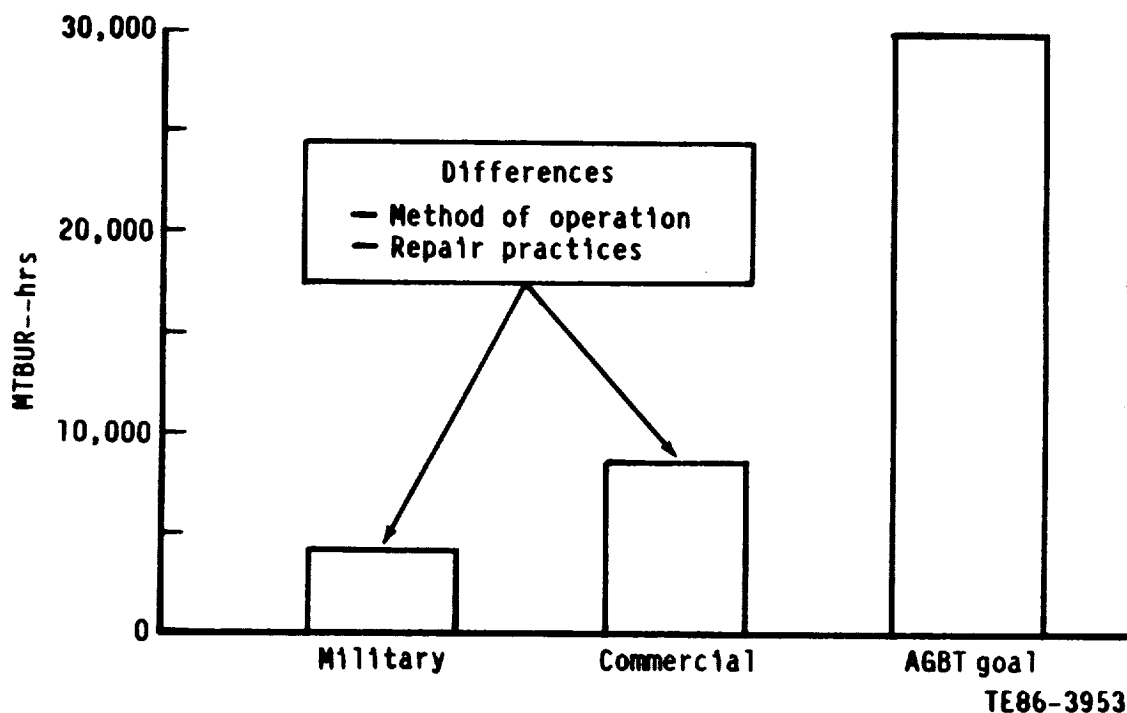 30,000
20,000
10,000
0
MTBUR--hrs
Differences
— Method of operation
— Repair practices
Military
Commercial
AGBT goal
TE86-3953